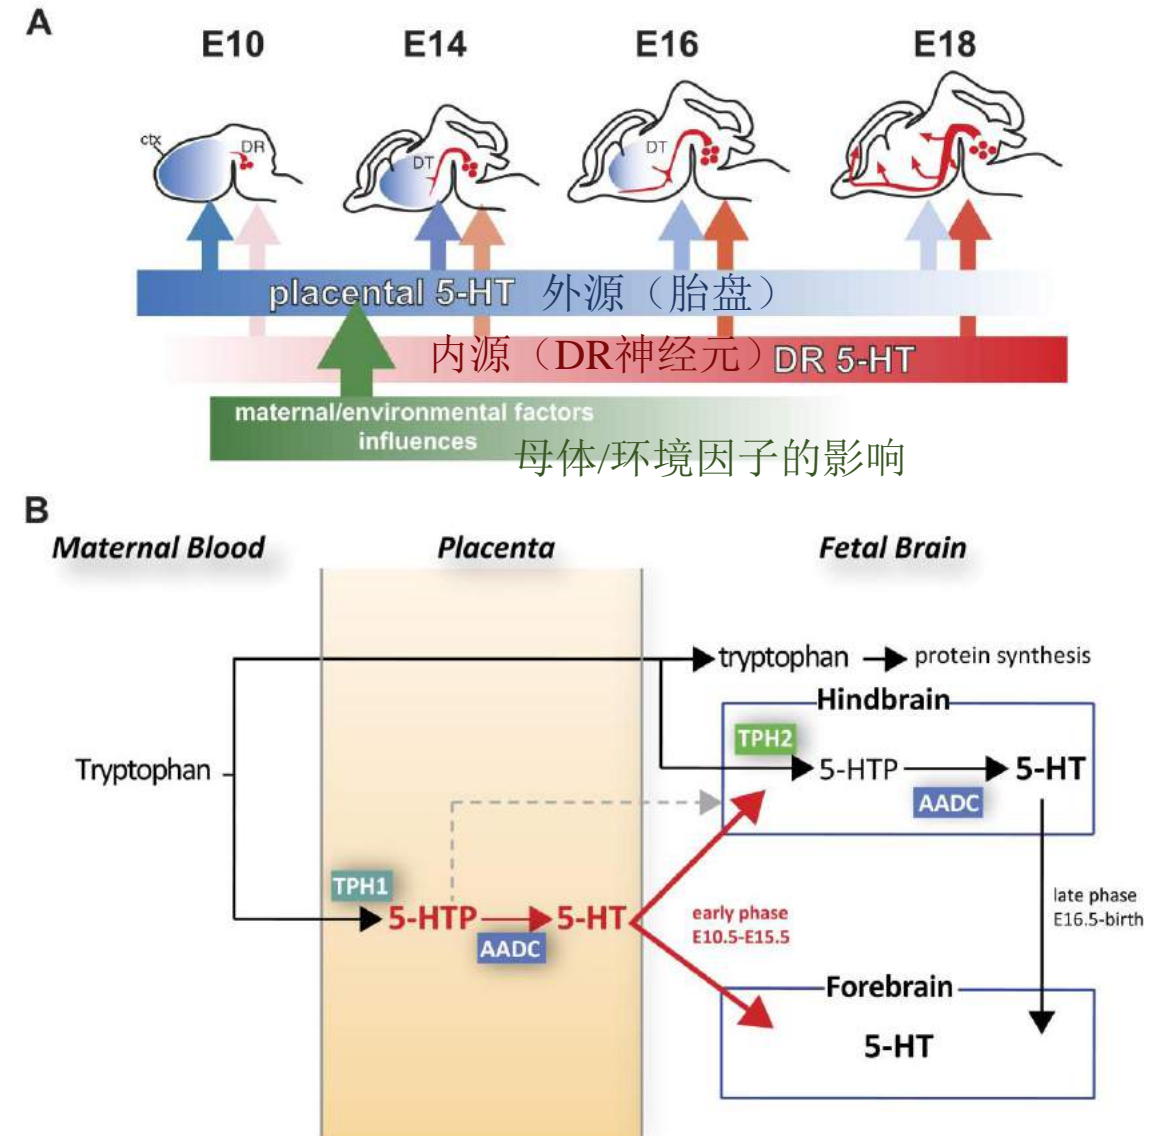 A
E10
E14
E16
E18
ctx
DR
DT
DT
placental 5-HT 外源（胎盘）
内源（DR神经元）DR 5-HT
maternal/environmental factors
influences
母体/环境因子的影响
B
Maternal Blood
Placenta
Fetal Brain
tryptophan
protein synthesis
Hindbrain
TPH2
Tryptophan
5-HTP
5-HT
AADC
TPH1
5-HTP
5-HT
AADC
early phase
E10.5-E15.5
late phase
E16.5-birth
Forebrain
5-HT